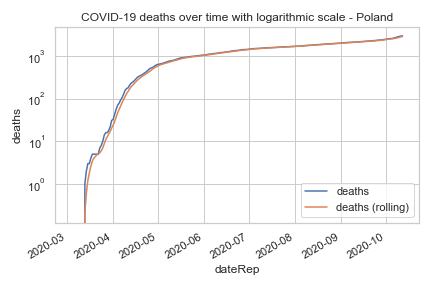 COVID-19 deaths over time with logarithmic scale - Poland
deaths
10³
10²
10¹
10⁰
deaths
deaths (rolling)
2020-03
2020-04
2020-05
2020-06
2020-07
2020-08
2020-09
2020-10
dateRep